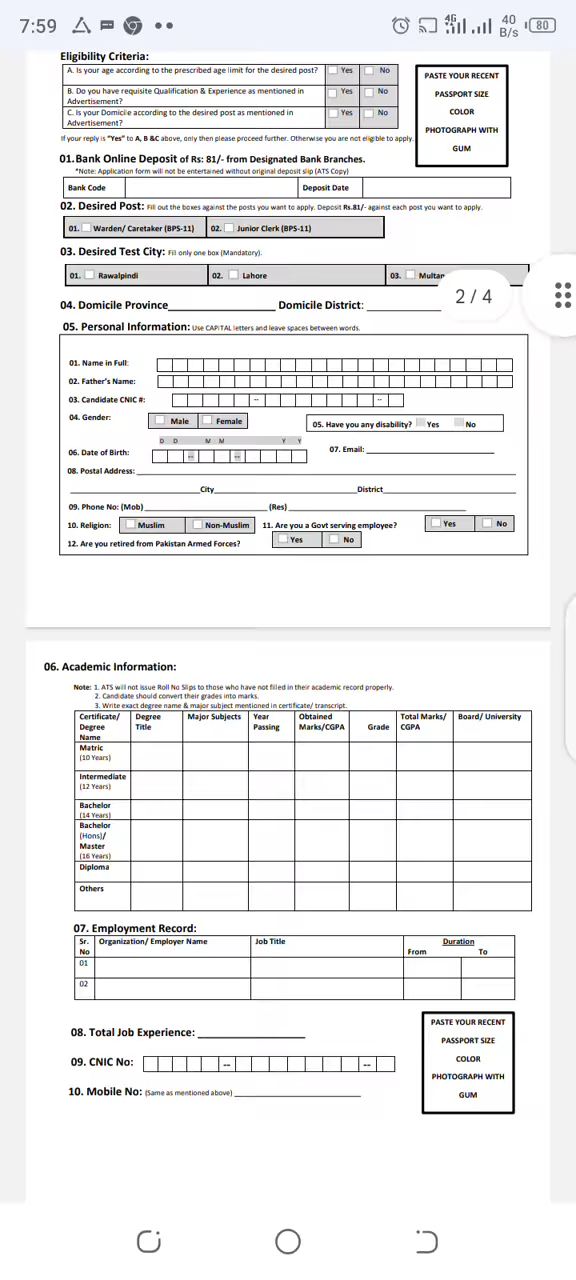 7:59
4G
40
B/s
80
Eligibility Criteria:
A. Is your age according to the prescribed age limit for the desired post? Yes No
B. Do you have requisite Qualification & Experience as mentioned in
Advertisement? Yes No
C. Is your Domicile according to the desired post as mentioned in
Advertisement? Yes No
PASTE YOUR RECENT
PASSPORT SIZE
COLOR
PHOTOGRAPH WITH
GUM
If your reply is "Yes" to A, B &C above, only then please proceed further. Otherwise you are not eligible to apply.
01.Bank Online Deposit of Rs: 81/- from Designated Bank Branches.
*Note: Application form will not be entertained without original deposit slip (ATS Copy)
Bank Code Deposit Date
02. Desired Post: Fill out the boxes against the posts you want to apply. Deposit Rs.81/- against each post you want to apply.
01. Warden/ Caretaker (BPS-11) 02. Junior Clerk (BPS-11)
03. Desired Test City: Fill only one box (Mandatory).
01. Rawalpindi 02. Lahore 03. Multan
2 / 4
04. Domicile Province____________ Domicile District: ________
05. Personal Information: Use CAPITAL letters and leave spaces between words.
01. Name in Full:
02. Father's Name:
03. Candidate CNIC #: -- --
04. Gender: Male Female 05. Have you any disability? Yes No
D D M M Y Y
06. Date of Birth: -- -- 07. Email: ________
08. Postal Address: ________
________City________District________
09. Phone No: (Mob)________(Res)________
10. Religion: Muslim Non-Muslim 11. Are you a Govt serving employee? Yes No
12. Are you retired from Pakistan Armed Forces? Yes No
06. Academic Information:
Note: 1. ATS will not issue Roll No Slips to those who have not filled in their academic record properly.
2. Candidate should convert their grades into marks.
3. Write exact degree name & major subject mentioned in certificate/ transcript.
Certificate/ Degree Name Degree Title Major Subjects Year Passing Obtained Marks/CGPA Grade Total Marks/ CGPA Board/ University
Matric
(10 Years)
Intermediate
(12 Years)
Bachelor
(14 Years)
Bachelor
(Hons)/
Master
(16 Years)
Diploma
Others
07. Employment Record:
Sr. No Organization/ Employer Name Job Title Duration
From To
01
02
08. Total Job Experience: ________
09. CNIC No: -- --
10. Mobile No: (Same as mentioned above) ________
PASTE YOUR RECENT
PASSPORT SIZE
COLOR
PHOTOGRAPH WITH
GUM